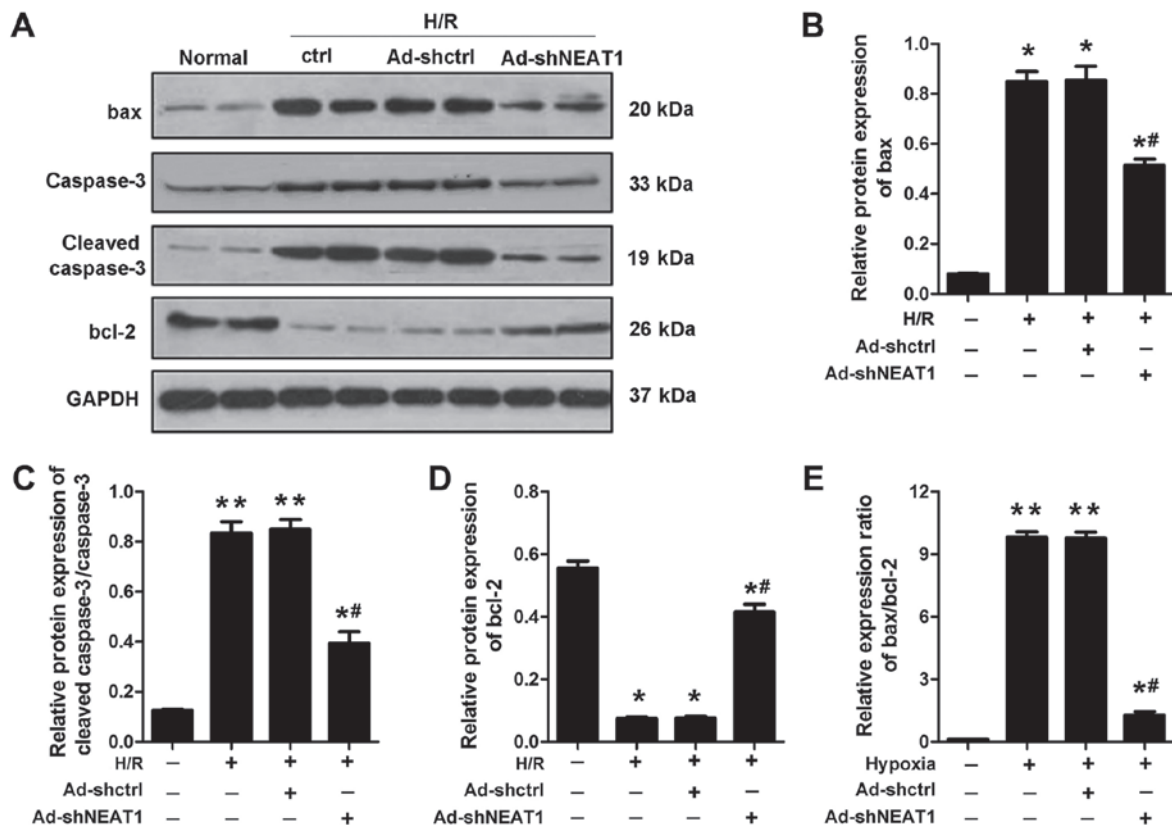 A
H/R
Normal ctrl Ad-shctrl Ad-shNEAT1
bax 20 kDa
Caspase-3 33 kDa
Cleaved
caspase-3 19 kDa
bcl-2 26 kDa
GAPDH 37 kDa
B
Relative protein expression
of bax
1.0
0.8
0.6
0.4
0.2
0.0
* * *#
H/R – + + +
Ad-shctrl – – + –
Ad-shNEAT1 – – – +
C
Relative protein expression of
cleaved caspase-3/caspase-3
1.0
0.8
0.6
0.4
0.2
0.0
** ** *#
H/R – + + +
Ad-shctrl – – + –
Ad-shNEAT1 – – – +
D
Relative protein expression
of bcl-2
0.8
0.6
0.4
0.2
0.0
* * *#
H/R – + + +
Ad-shctrl – – + –
Ad-shNEAT1 – – – +
E
Relative expression ratio
of bax/bcl-2
12
9
6
3
0
** ** *#
Hypoxia – + + +
Ad-shctrl – – + –
Ad-shNEAT1 – – – +